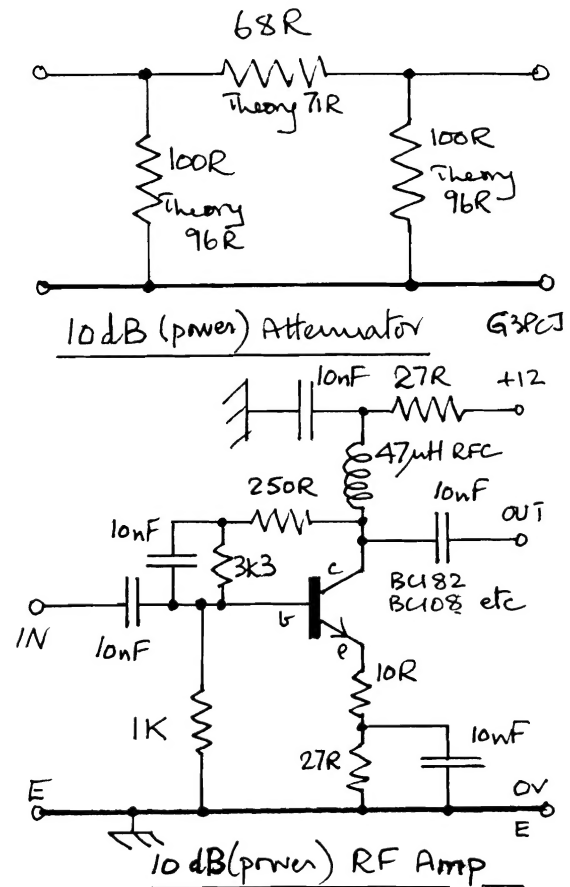 68R
Theory 71R
100R
Theory
96R
100R
Theory
96R
10dB (power) Attenuator
G3PCJ
10nF
27R
+12
47μH RFC
250R
10nF
OUT
10nF
3k3
c
BC182
BC108 etc
b
IN
10nF
e
10R
1K
27R
10nF
E
0V
E
10dB(power) RF Amp